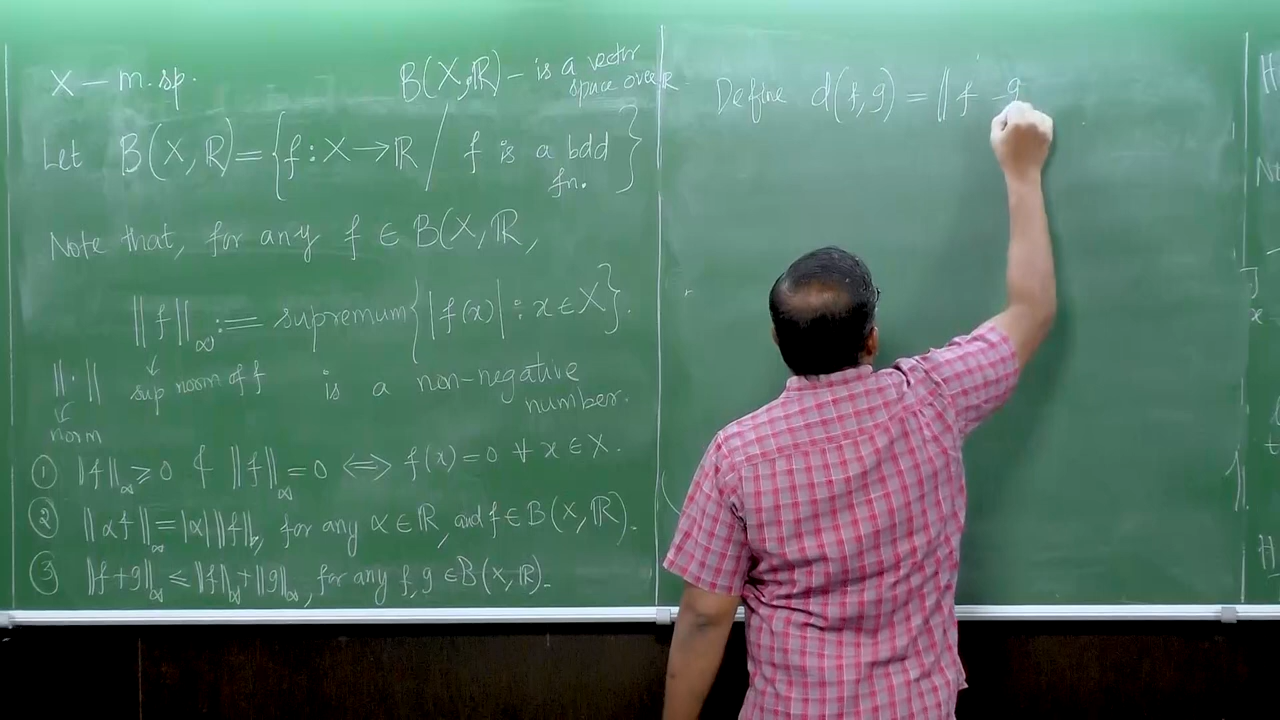 X – m.sp.
B(X,ℝ) – is a vector
space over ℝ
Let B(X,ℝ)={f:X→ℝ / f is a bdd
fn. }
Note that, for any f ∈ B(X,ℝ,
||f||∞ := supremum{|f(x)| : x∈X}.
||·|| sup norm of f is a non-negative
norm number.
① ||f||∞ ≥ 0 & ||f||∞ = 0 ⟺ f(x)=0 ∀ x∈X.
② ||αf||∞ = |α| ||f||∞, for any α∈ℝ, and f∈B(X,ℝ).
③ ||f+g||∞ ≤ ||f||∞ + ||g||∞, for any f,g ∈B(X,ℝ).
Define d(f,g) = || f – g